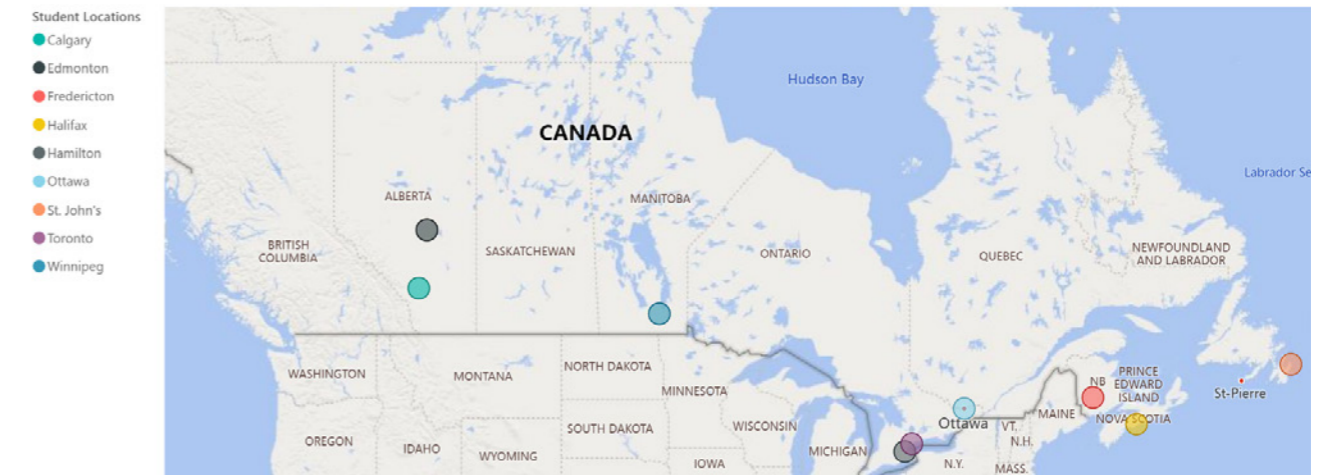 Student Locations
Calgary
Edmonton
Fredericton
Halifax
Hamilton
Ottawa
St. John's
Toronto
Winnipeg
Hudson Bay
CANADA
Labrador Se
ALBERTA
MANITOBA
BRITISH
COLUMBIA
SASKATCHEWAN
ONTARIO
QUEBEC
NEWFOUNDLAND
AND LABRADOR
WASHINGTON
MONTANA
NORTH DAKOTA
MINNESOTA
NB
PRINCE
EDWARD
ISLAND
St-Pierre
OREGON
IDAHO
WYOMING
SOUTH DAKOTA
WISCONSIN
MICHIGAN
Ottawa
VT.
N.H.
MAINE
NOVA SCOTIA
IOWA
N.Y.
MASS.